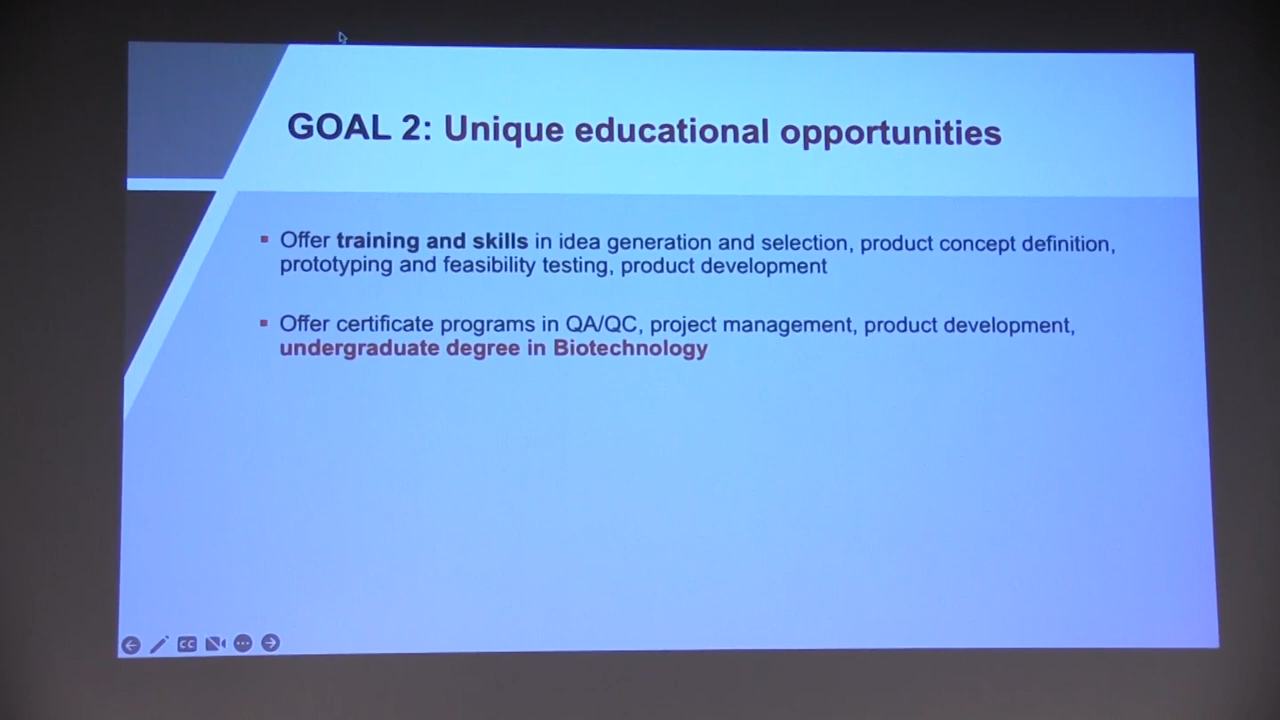 GOAL 2: Unique educational opportunities
Offer training and skills in idea generation and selection, product concept definition,
prototyping and feasibility testing, product development
Offer certificate programs in QA/QC, project management, product development,
undergraduate degree in Biotechnology
CC